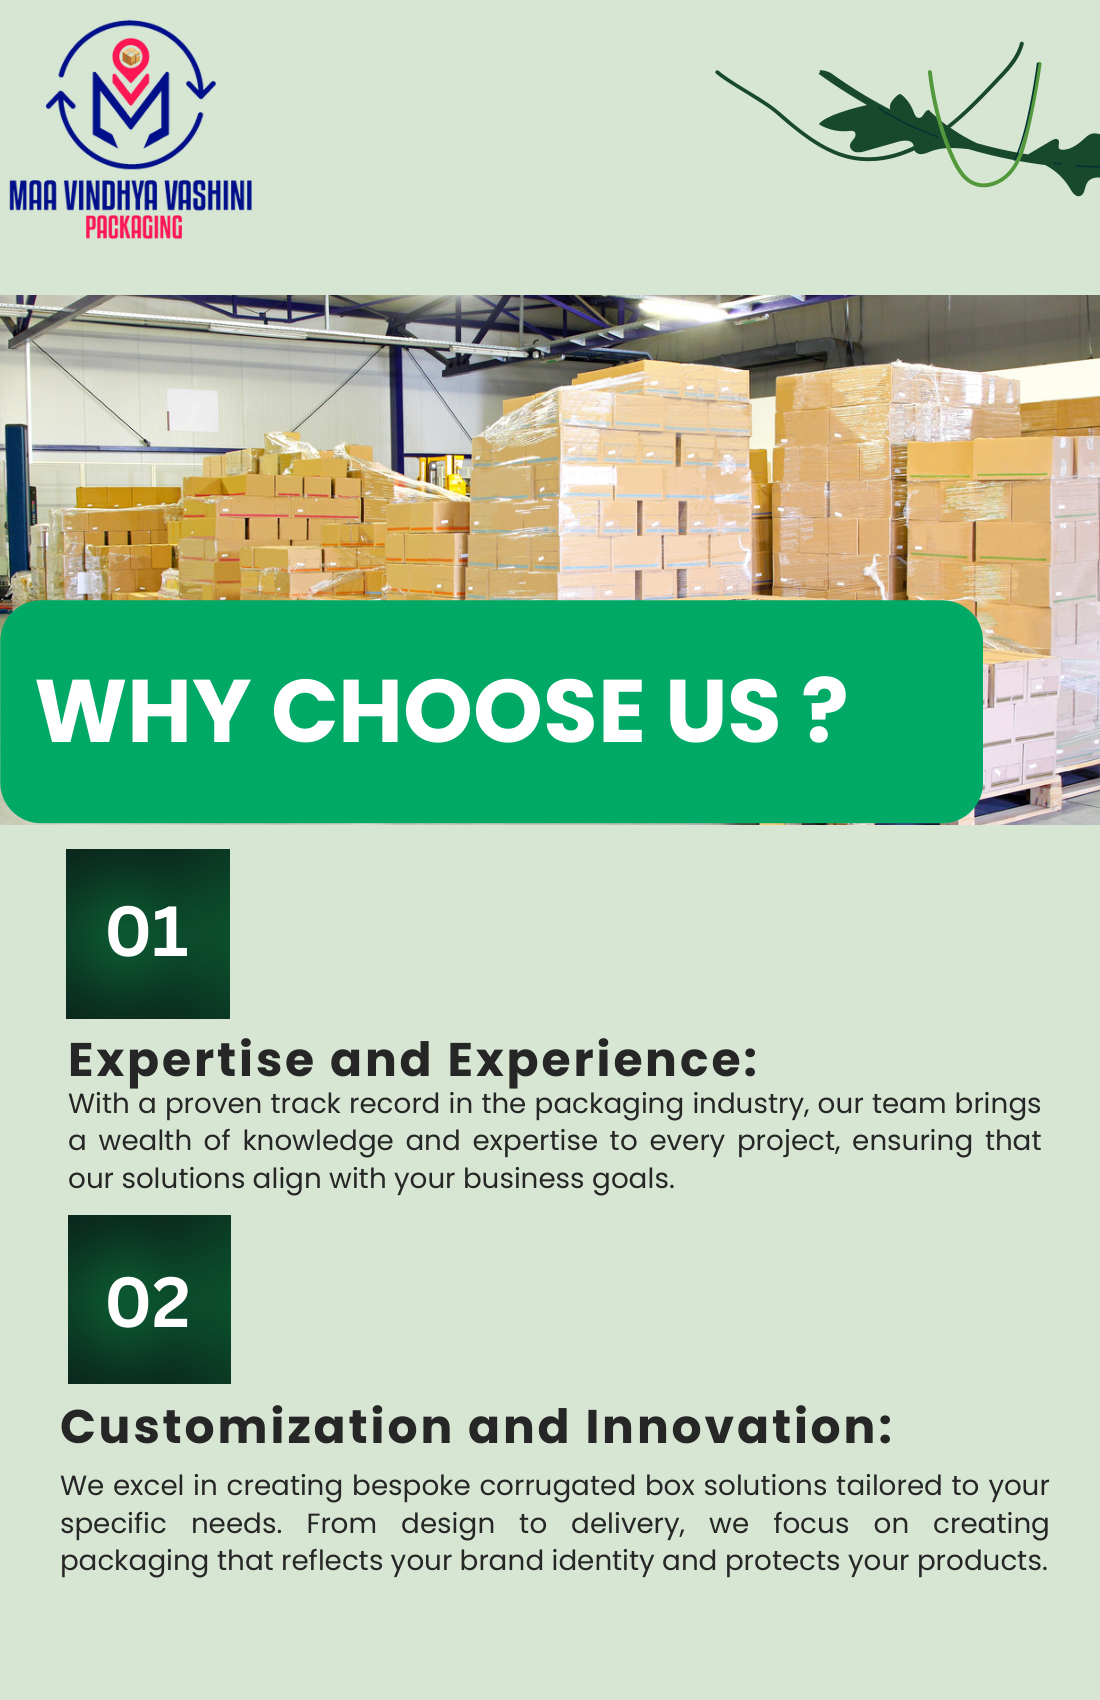 MAA VINDHYA VASHINI
PACKAGING
WHY CHOOSE US ?
01
Expertise and Experience:
With a proven track record in the packaging industry, our team brings
a wealth of knowledge and expertise to every project, ensuring that
our solutions align with your business goals.
02
Customization and Innovation:
We excel in creating bespoke corrugated box solutions tailored to your
specific needs. From design to delivery, we focus on creating
packaging that reflects your brand identity and protects your products.